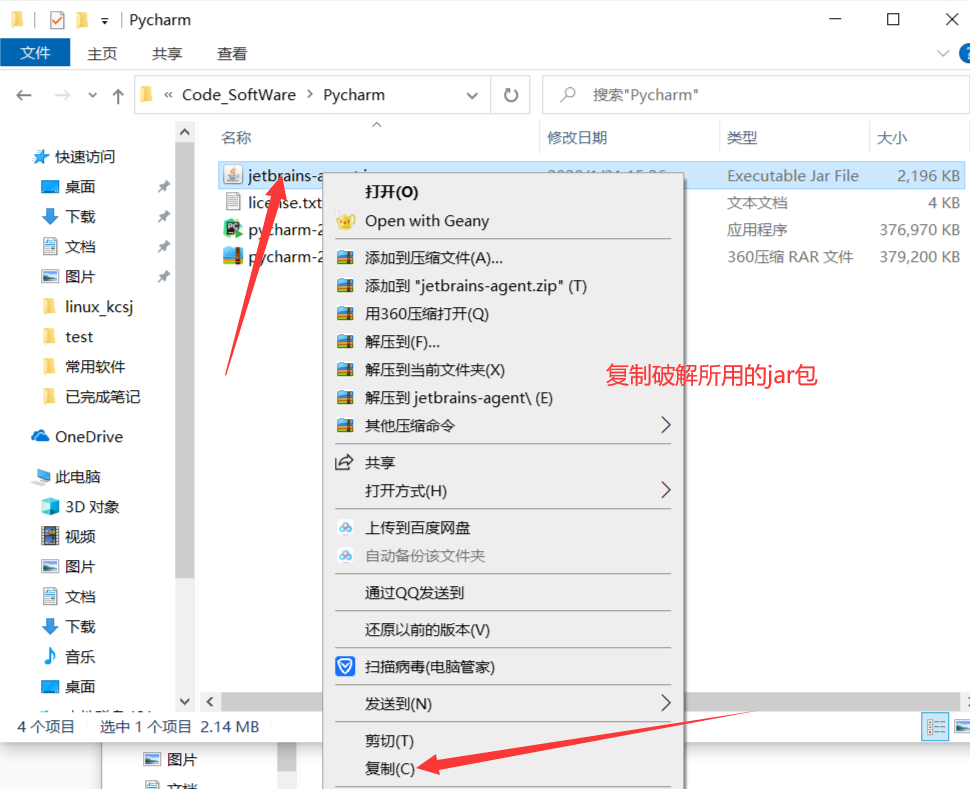 Pycharm
文件 主页 共享 查看
« Code_SoftWare > Pycharm 搜索"Pycharm"
名称 修改日期 类型 大小
快速访问
桌面
下载
文档
图片
linux_kcsj
test
常用软件
已完成笔记
OneDrive
此电脑
3D 对象
视频
图片
文档
下载
音乐
桌面
Executable Jar File 2,196 KB
license.txt 文本文档 4 KB
pycharm-2 应用程序 376,970 KB
pycharm-2 360压缩 RAR 文件 379,200 KB
打开(O)
Open with Geany
添加到压缩文件(A)...
添加到 "jetbrains-agent.zip" (T)
用360压缩打开(Q)
解压到(F)...
解压到当前文件夹(X)
解压到 jetbrains-agent\ (E)
其他压缩命令
共享
打开方式(H)
上传到百度网盘
自动备份该文件夹
通过QQ发送到
还原以前的版本(V)
扫描病毒(电脑管家)
发送到(N)
剪切(T)
复制(C)
复制破解所用的jar包
4 个项目 选中 1 个项目 2.14 MB
图片
文档